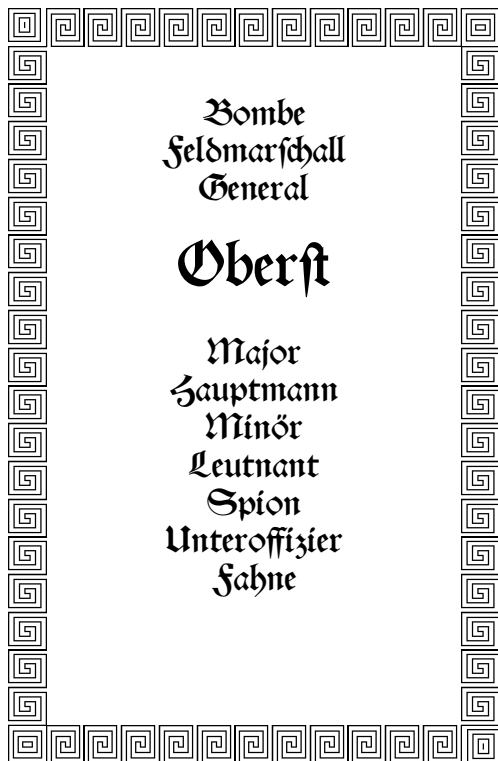 Bombe
Feldmarſchall
General
Oberſt
Major
Hauptmann
Minör
Leutnant
Spion
Unteroffizier
Fahne